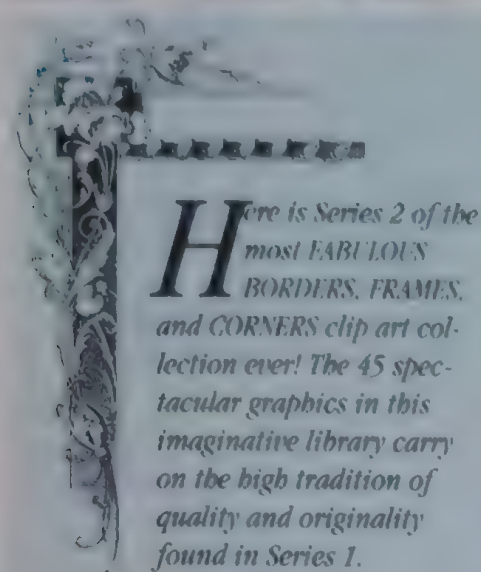 Here is Series 2 of the
most FABULOUS
BORDERS, FRAMES,
and CORNERS clip art col-
lection ever! The 45 spec-
tacular graphics in this
imaginative library carry
on the high tradition of
quality and originality
found in Series 1.